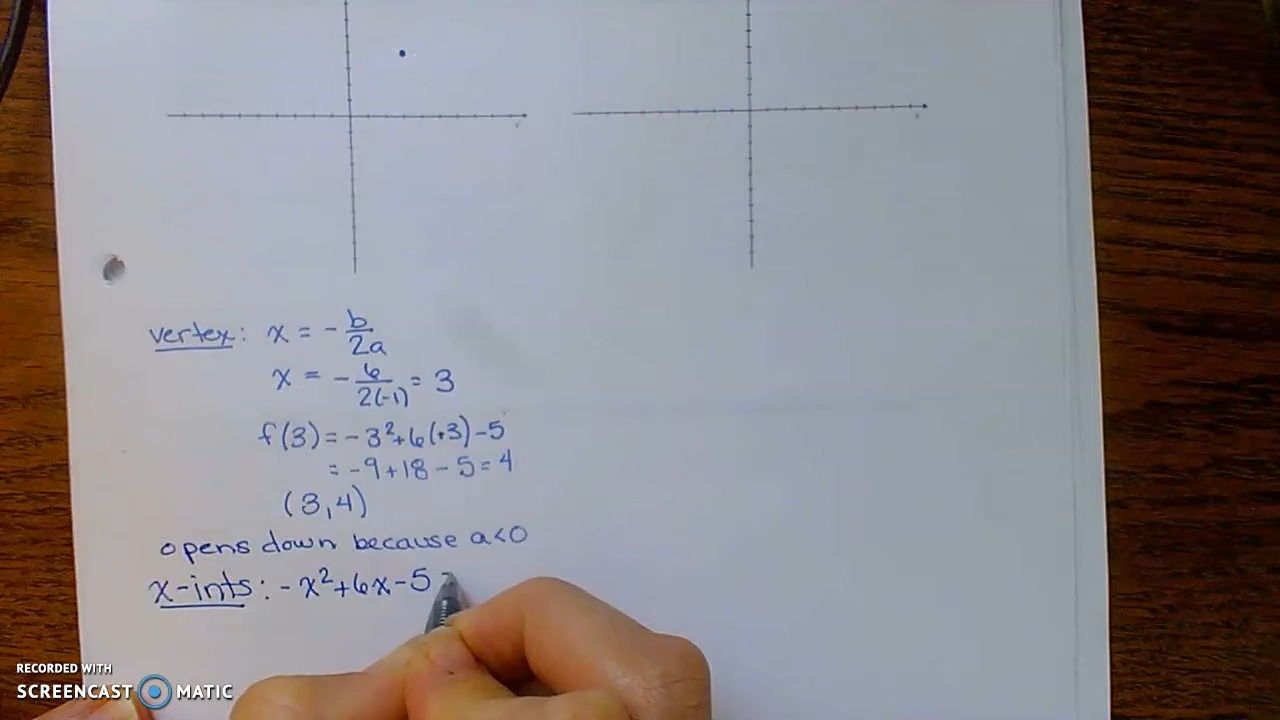 vertex: x = - b/2a
x = - 6/2(-1) = 3
f(3) = -3²+6(+3)-5
= -9+18-5=4
(3,4)
opens down because a<0
x-ints: -x²+6x-5
RECORDED WITH
SCREENCAST MATIC